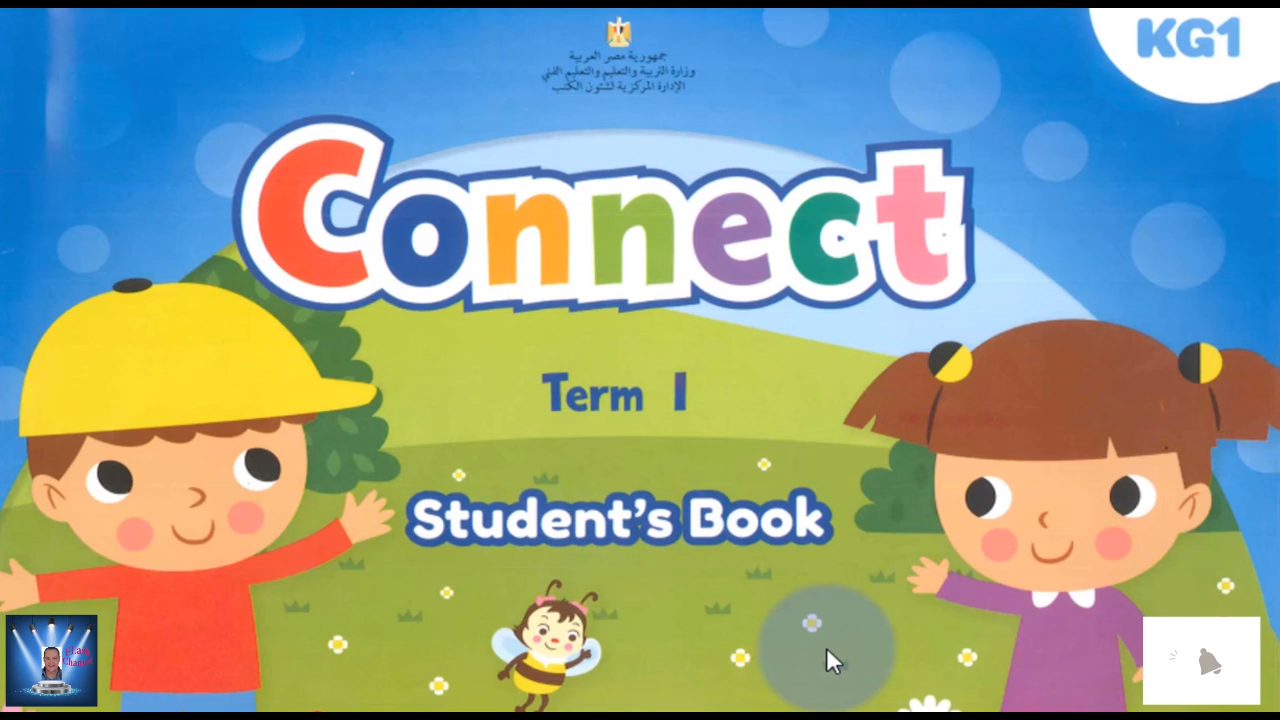 جمهورية مصر العربية
وزارة التربية والتعليم والتعليم الفني
الإدارة المركزية لشئون الكتب
KG1
Connect
Term 1
Student's Book